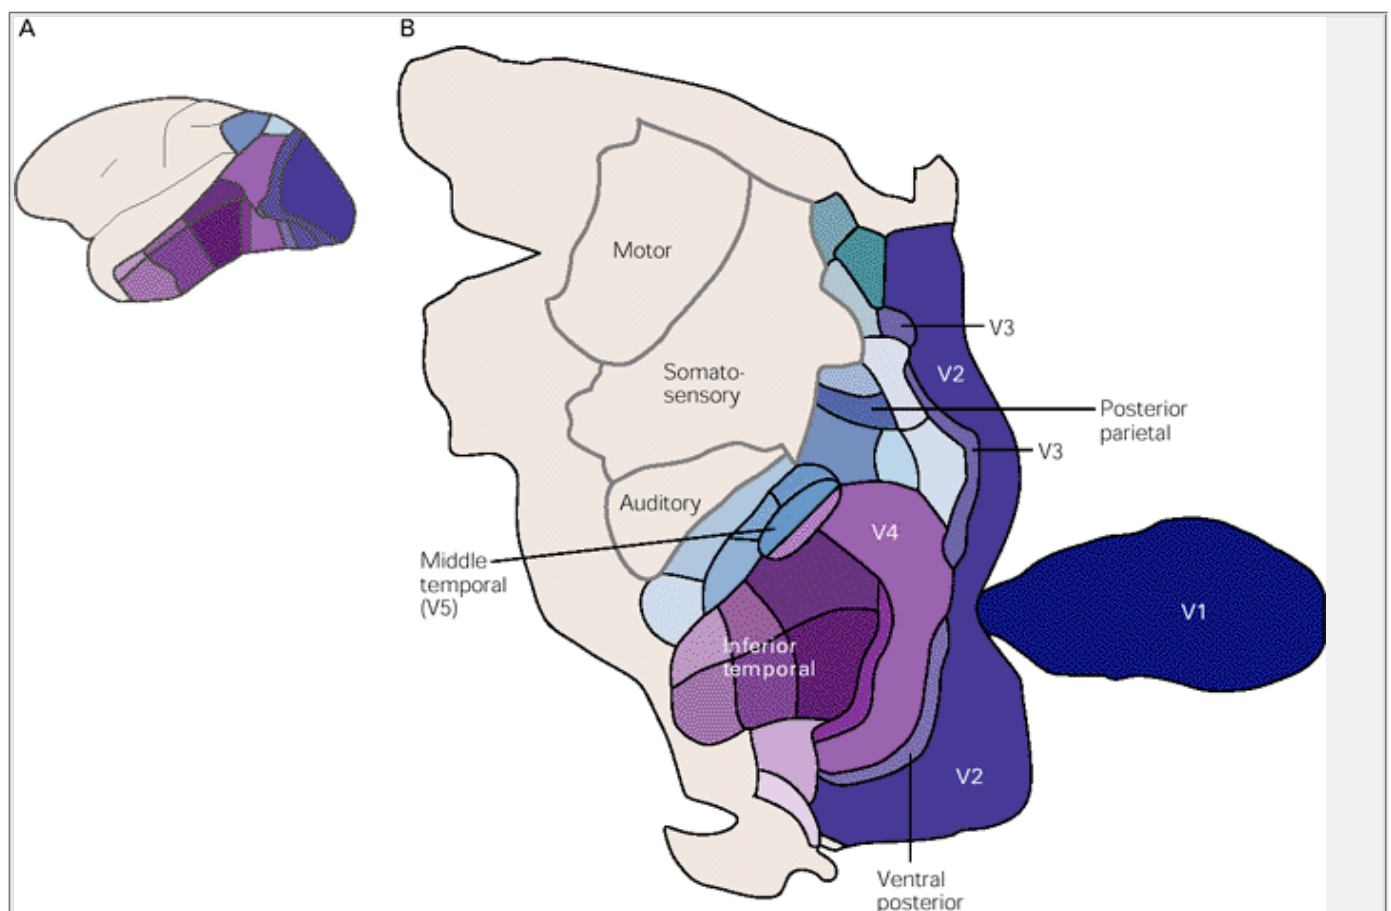 A
B
Motor
V3
Somato-
sensory
V2
Posterior
parietal
V3
Auditory
V4
Middle
temporal
(V5)
V1
Inferior
temporal
V2
Ventral
posterior